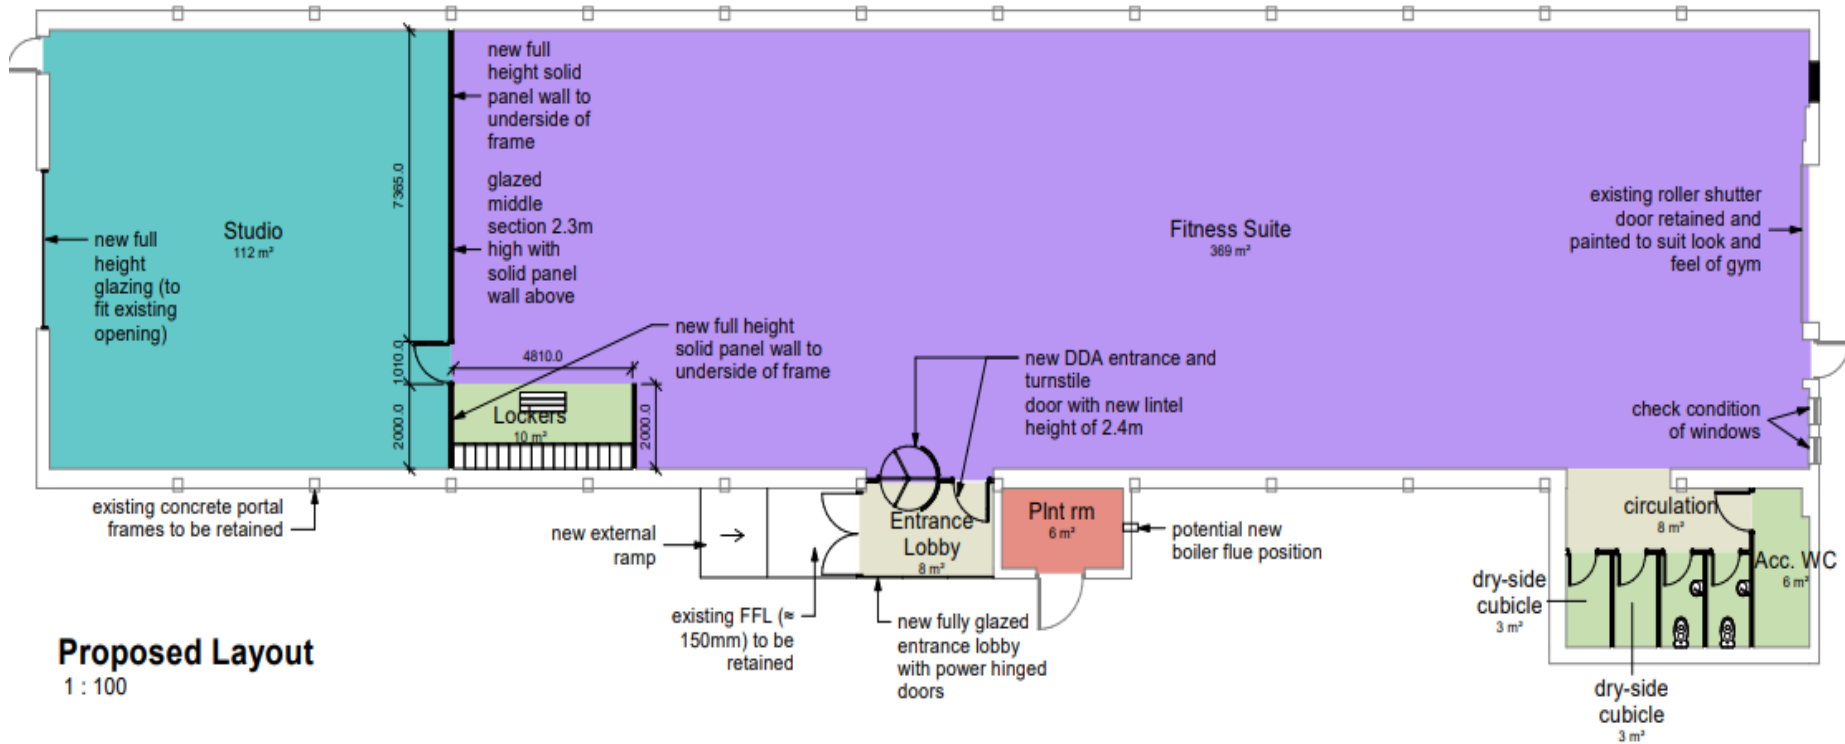 new full
height solid
panel wall to
underside of
frame
7365.0
glazed
middle
section 2.3m
high with
solid panel
wall above
Studio
112 m²
new full
height
glazing (to
fit existing
opening)
Fitness Suite
369 m²
existing roller shutter
door retained and
painted to suit look and
feel of gym
new full height
solid panel wall to
underside of frame
1010.0
4810.0
new DDA entrance and
turnstile
door with new lintel
height of 2.4m
2000.0
Lockers
10 m²
2000.0
check condition
of windows
existing concrete portal
frames to be retained
new external
ramp
Entrance
Lobby
8 m²
Plnt rm
6 m²
potential new
boiler flue position
circulation
8 m²
Acc. WC
6 m²
dry-side
cubicle
3 m²
existing FFL (≈
150mm) to be
retained
new fully glazed
entrance lobby
with power hinged
doors
dry-side
cubicle
3 m²
Proposed Layout
1 : 100